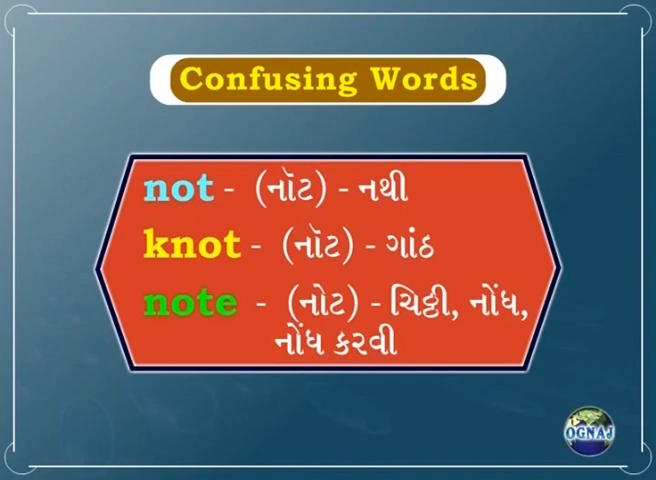 Confusing Words
not - (નૉટ) - નથી
knot - (નૉટ) - ગાંઠ
note - (નોટ) - ચિઠ્ઠી, નોંધ,
નોંધ કરવી
OGNAJ